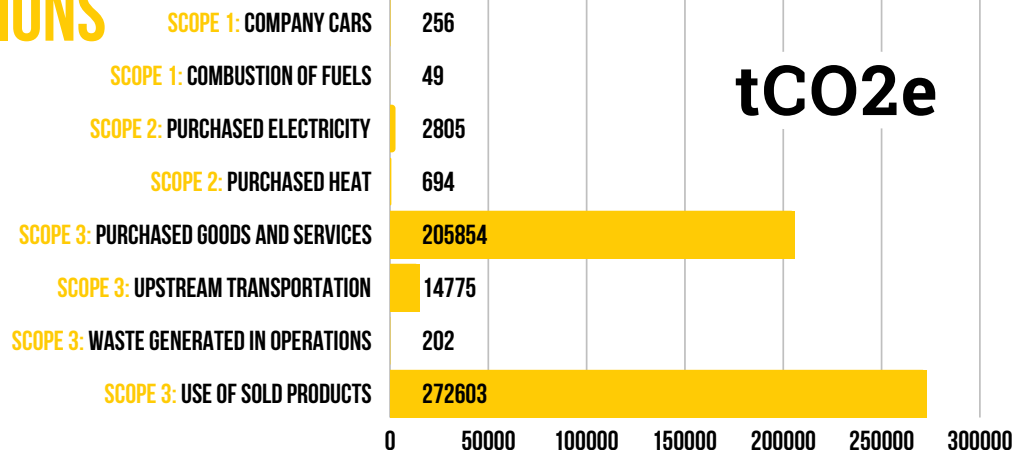 SCOPE 1: COMPANY CARS 256
SCOPE 1: COMBUSTION OF FUELS 49
tCO2e
SCOPE 2: PURCHASED ELECTRICITY 2805
SCOPE 2: PURCHASED HEAT 694
SCOPE 3: PURCHASED GOODS AND SERVICES 205854
SCOPE 3: UPSTREAM TRANSPORTATION 14775
SCOPE 3: WASTE GENERATED IN OPERATIONS 202
SCOPE 3: USE OF SOLD PRODUCTS 272603
0 50000 100000 150000 200000 250000 300000